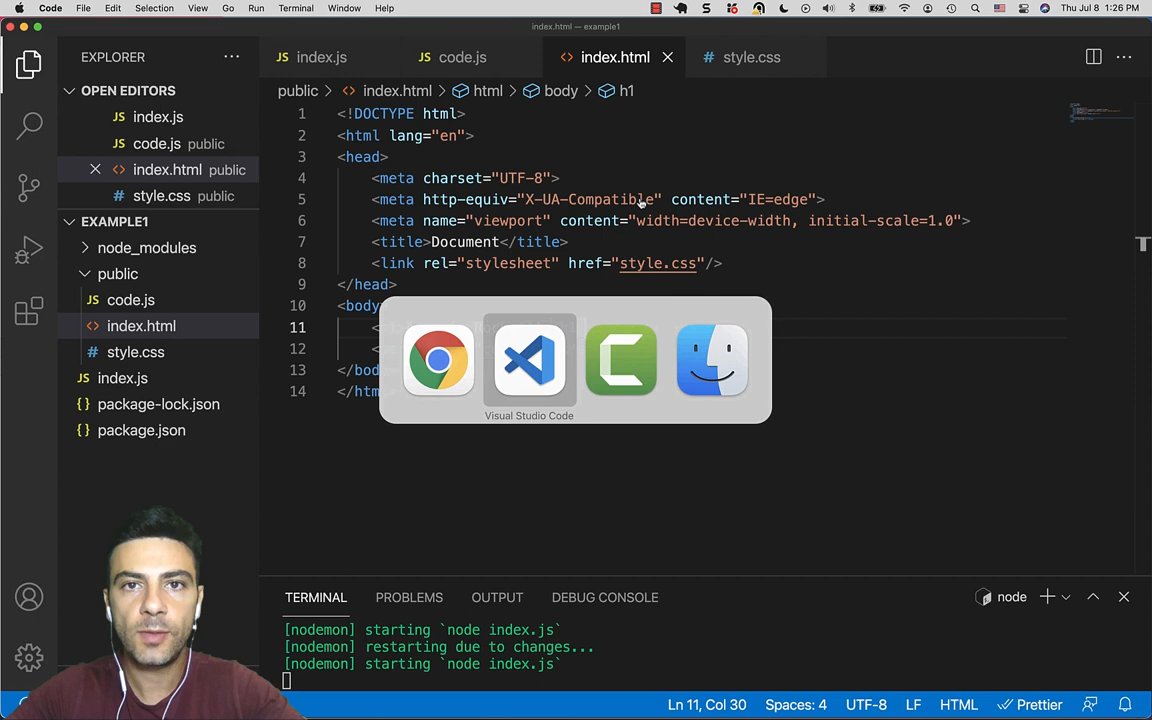 Code File Edit Selection View Go Run Terminal Window Help Thu Jul 8 1:26 PM
index.html — example1
EXPLORER
OPEN EDITORS
index.js
code.js public
index.html public
style.css public
EXAMPLE1
node_modules
public
code.js
index.html
style.css
index.js
package-lock.json
package.json
index.js code.js index.html style.css
public > index.html > html > body > h1
1 <!DOCTYPE html>
2 <html lang="en">
3 <head>
4 <meta charset="UTF-8">
5 <meta http-equiv="X-UA-Compatible" content="IE=edge">
6 <meta name="viewport" content="width=device-width, initial-scale=1.0">
7 <title>Document</title>
8 <link rel="stylesheet" href="style.css"/>
9 </head>
10 <body
11 <
12 <
13 </bod
14 </htm
Visual Studio Code
TERMINAL PROBLEMS OUTPUT DEBUG CONSOLE node
[nodemon] starting `node index.js`
[nodemon] restarting due to changes...
[nodemon] starting `node index.js`
Ln 11, Col 30 Spaces: 4 UTF-8 LF HTML Prettier